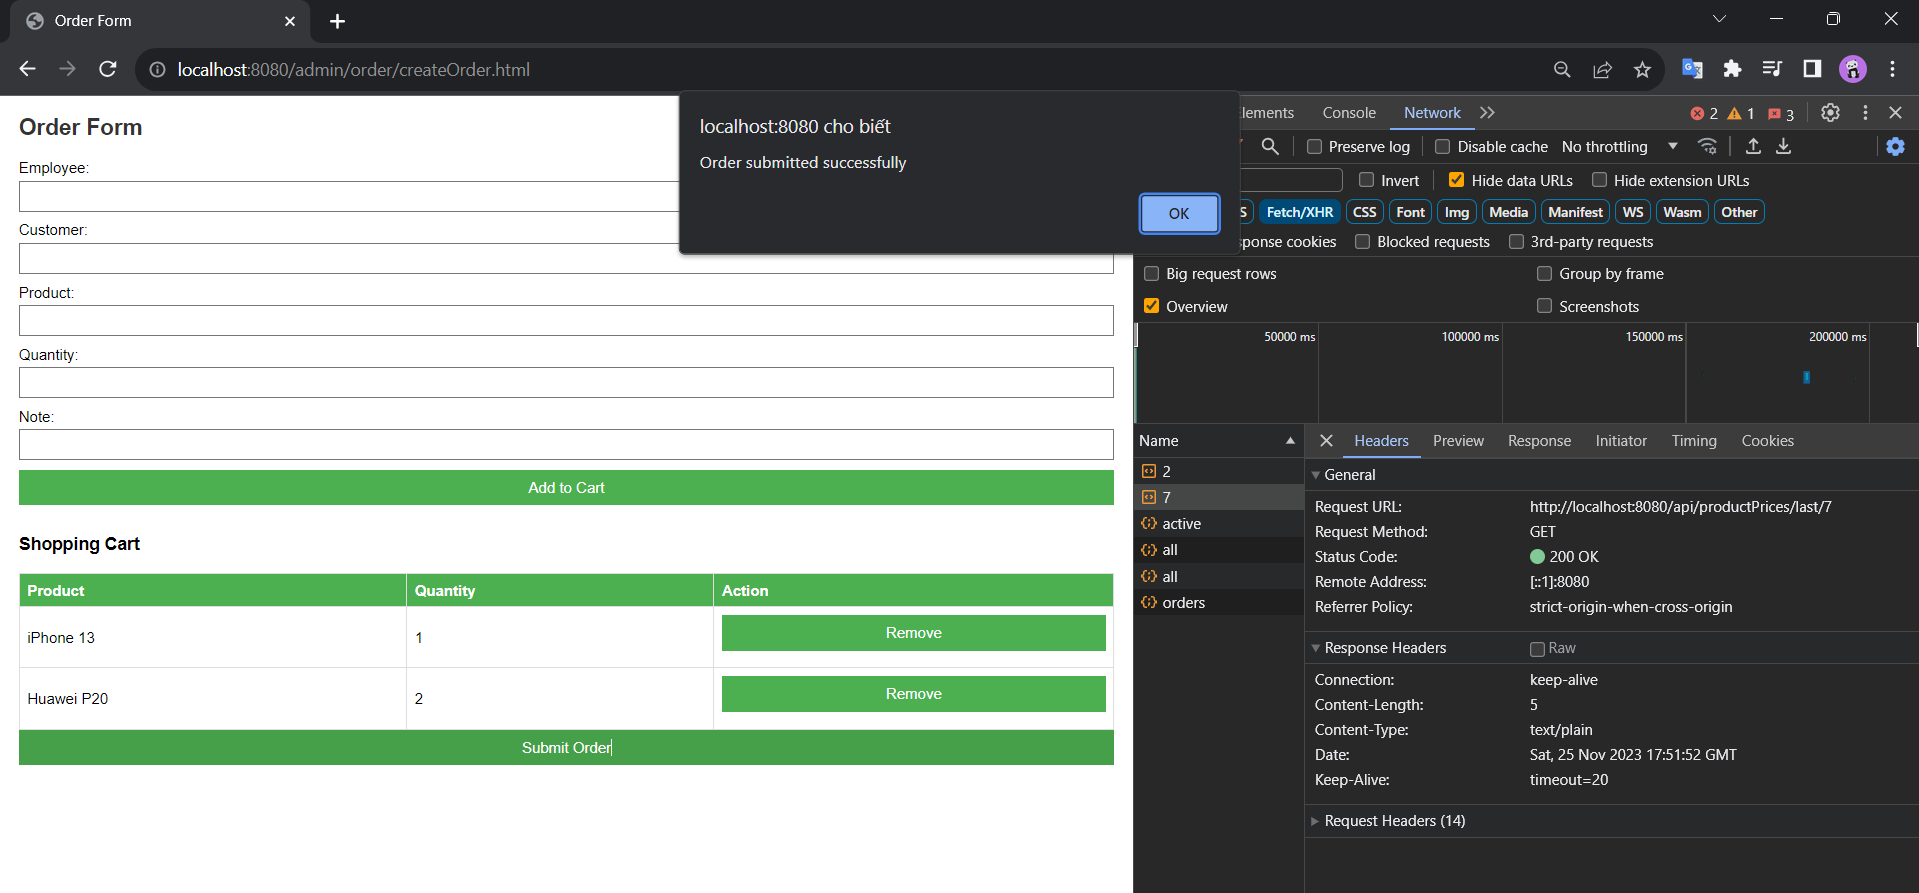 Order Form
localhost:8080/admin/order/createOrder.html
localhost:8080 cho biết
Order submitted successfully
OK
Order Form
Employee:
Customer:
Product:
Quantity:
Note:
Add to Cart
Shopping Cart
Product Quantity Action
iPhone 13 1 Remove
Huawei P20 2 Remove
Submit Order
Elements Console Network 2 1 3
Preserve log Disable cache No throttling
Invert Hide data URLs Hide extension URLs
S Fetch/XHR CSS Font Img Media Manifest WS Wasm Other
sponse cookies Blocked requests 3rd-party requests
Big request rows Group by frame
Overview Screenshots
50000 ms 100000 ms 150000 ms 200000 ms
Name
2
7
active
all
all
orders
Headers Preview Response Initiator Timing Cookies
General
Request URL: http://localhost:8080/api/productPrices/last/7
Request Method: GET
Status Code: 200 OK
Remote Address: [::1]:8080
Referrer Policy: strict-origin-when-cross-origin
Response Headers Raw
Connection: keep-alive
Content-Length: 5
Content-Type: text/plain
Date: Sat, 25 Nov 2023 17:51:52 GMT
Keep-Alive: timeout=20
Request Headers (14)